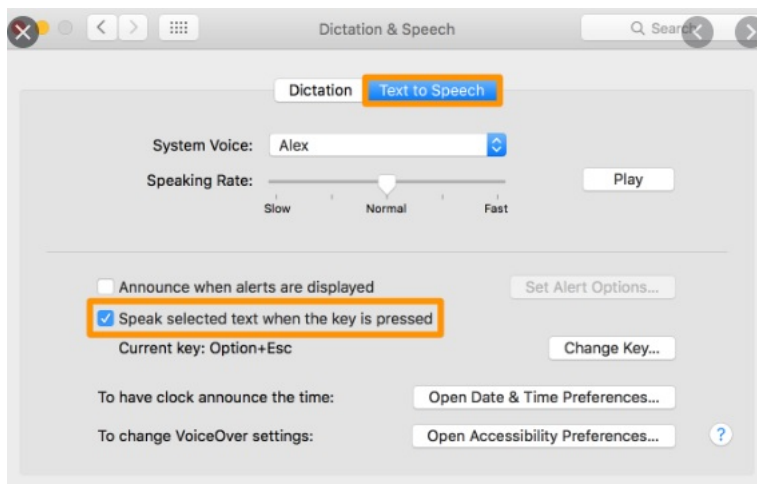 Dictation & Speech
Search
Dictation
Text to Speech
System Voice: Alex
Speaking Rate:
Play
Slow Normal Fast
Announce when alerts are displayed
Set Alert Options...
Speak selected text when the key is pressed
Current key: Option+Esc
Change Key...
To have clock announce the time:
Open Date & Time Preferences...
To change VoiceOver settings:
Open Accessibility Preferences...
?